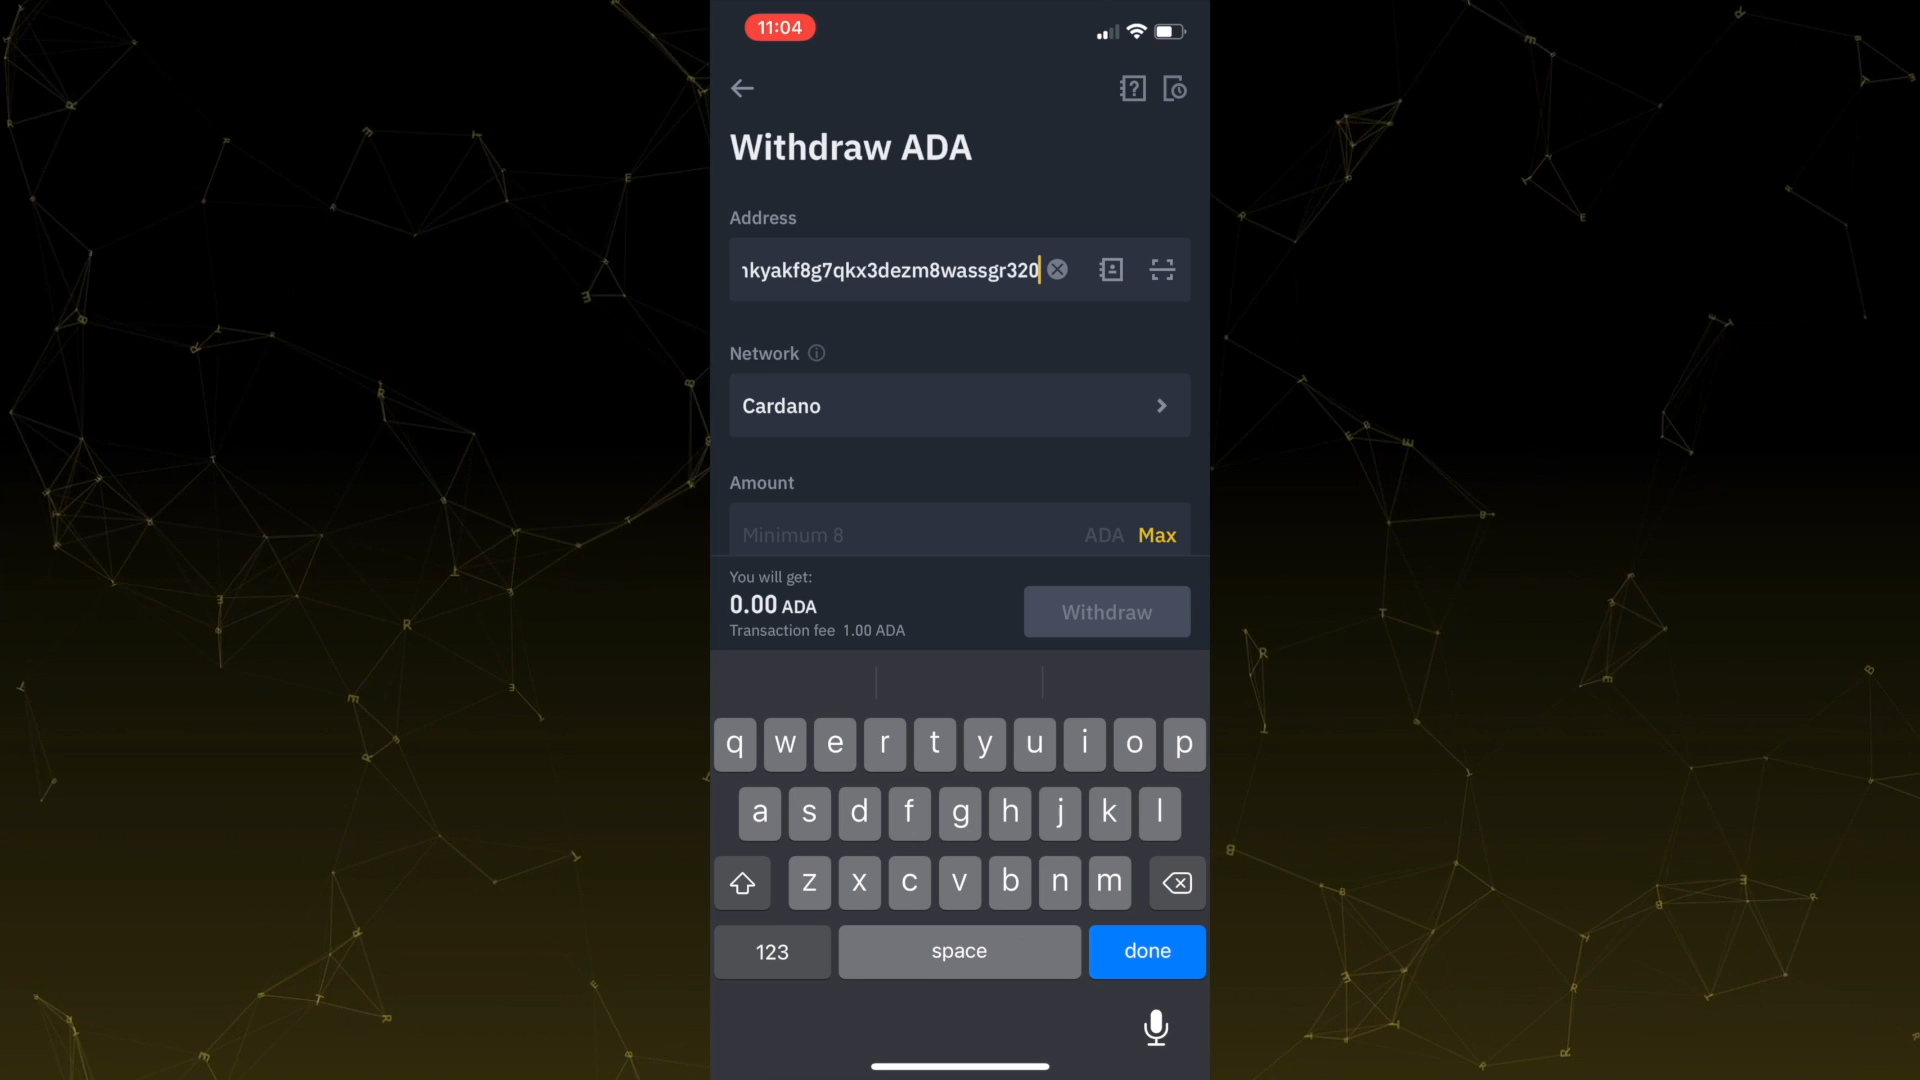 11:04
Withdraw ADA
Address
nkyakf8g7qkx3dezm8wassgr320
Network
Cardano
Amount
Minimum 8 ADA Max
You will get:
0.00 ADA
Transaction fee 1.00 ADA
Withdraw
q w e r t y u i o p
a s d f g h j k l
z x c v b n m
123 space done